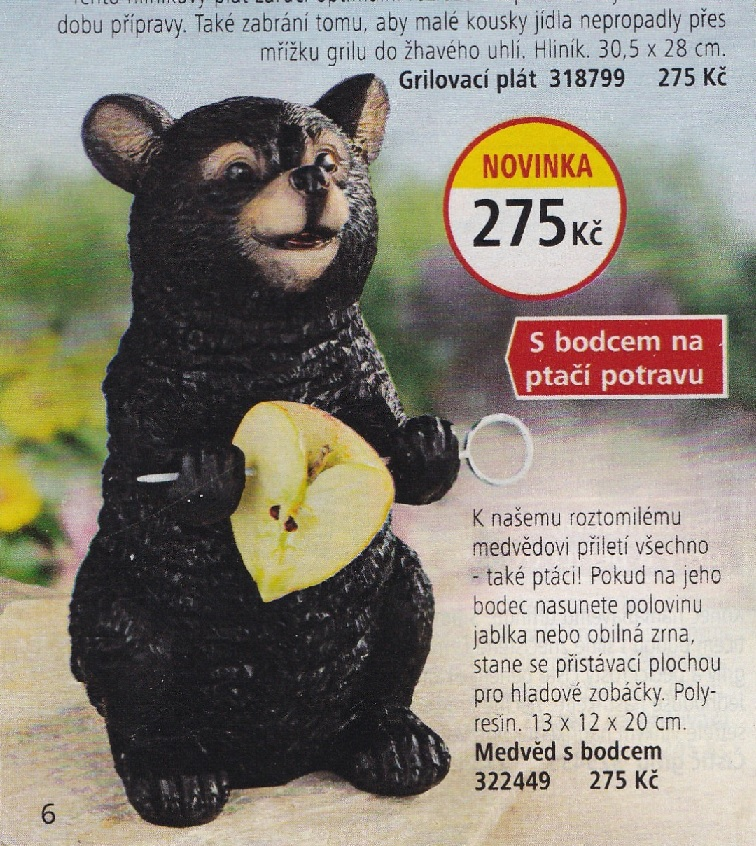 dobu přípravy. Také zabrání tomu, aby malé kousky jídla nepropadly přes
mřížku grilu do žhavého uhlí. Hliník. 30,5 x 28 cm.
Grilovací plát 318799 275 Kč
NOVINKA
275 Kč
S bodcem na
ptačí potravu
K našemu roztomilému
medvědovi přiletí všechno
- také ptáci! Pokud na jeho
bodec nasunete polovinu
jablka nebo obilná zrna,
stane se přistávací plochou
pro hladové zobáčky. Poly-
resin. 13 x 12 x 20 cm.
Medvěd s bodcem
322449 275 Kč
6